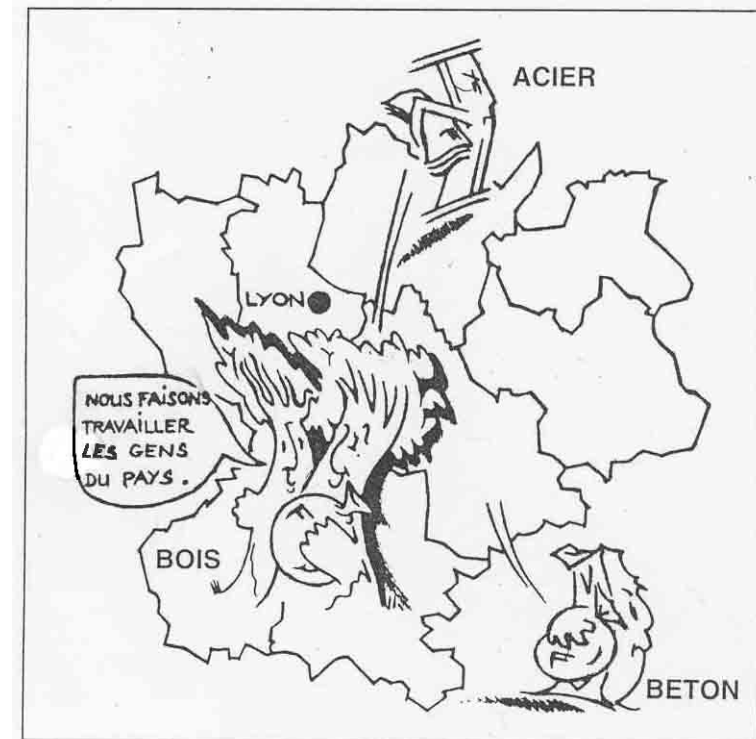 ACIER
LYON
NOUS FAISONS
TRAVAILLER
LES GENS
DU PAYS.
BOIS
BETON